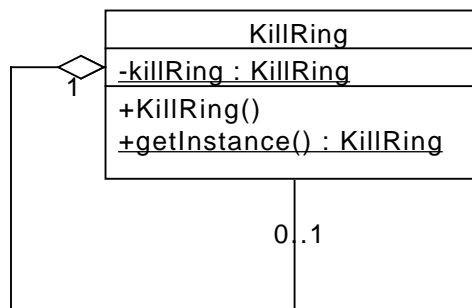 KillRing
-killRing : KillRing
1
+KillRing()
+getInstance() : KillRing
0..1